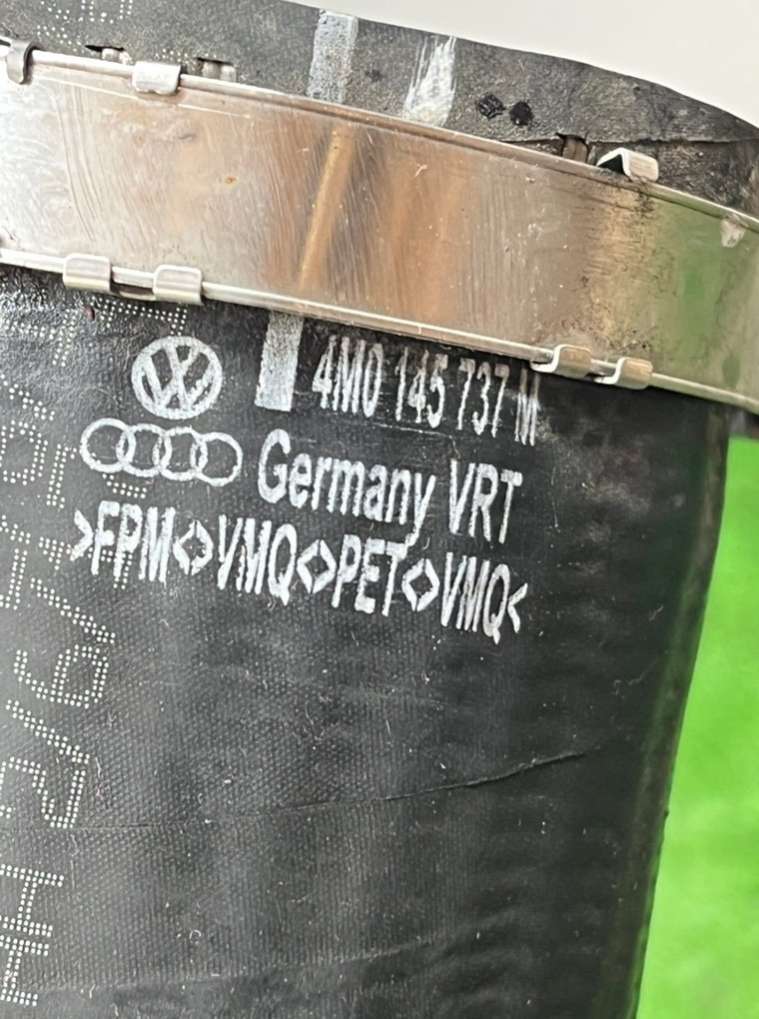 4M0 145 737 M
Germany VRT
>FPM<>VMQ<>PET<>VMQ<